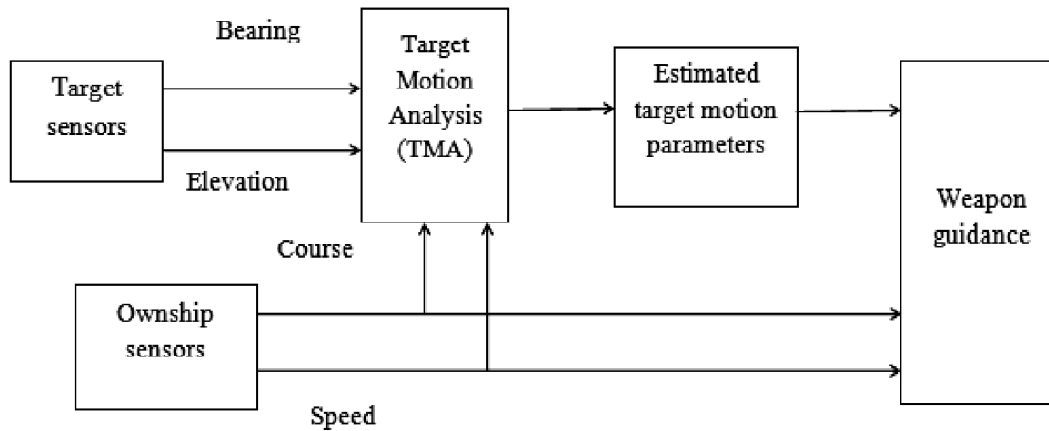 Bearing
Target
sensors
Elevation
Target
Motion
Analysis
(TMA)
Estimated
target motion
parameters
Weapon
guidance
Course
Ownship
sensors
Speed